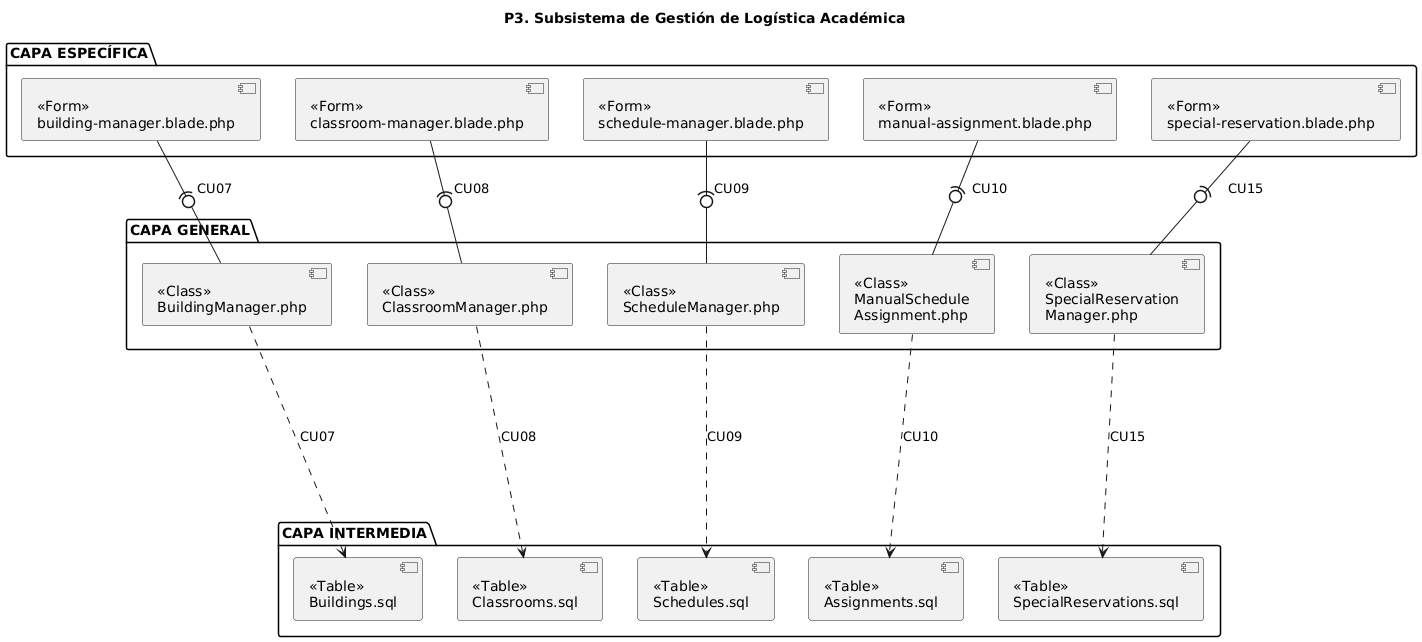 P3. Subsistema de Gestión de Logística Académica
CAPA ESPECÍFICA
«Form»
building-manager.blade.php
«Form»
classroom-manager.blade.php
«Form»
schedule-manager.blade.php
«Form»
manual-assignment.blade.php
«Form»
special-reservation.blade.php
CU07
CU08
CU09
CU10
CU15
CAPA GENERAL
«Class»
BuildingManager.php
«Class»
ClassroomManager.php
«Class»
ScheduleManager.php
«Class»
ManualSchedule
Assignment.php
«Class»
SpecialReservation
Manager.php
CU07
CU08
CU09
CU10
CU15
CAPA INTERMEDIA
«Table»
Buildings.sql
«Table»
Classrooms.sql
«Table»
Schedules.sql
«Table»
Assignments.sql
«Table»
SpecialReservations.sql